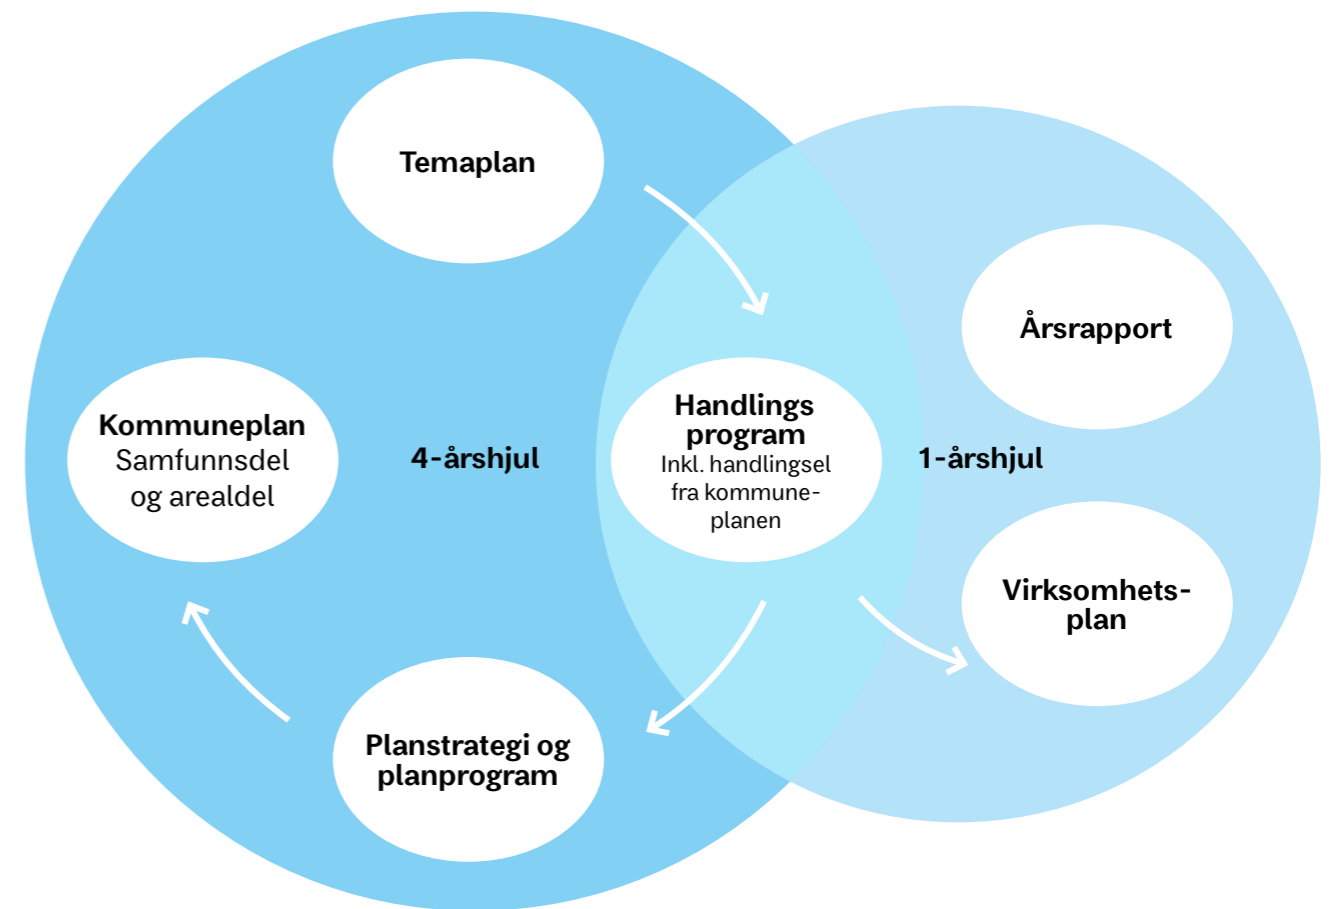 Temaplan
Årsrapport
Kommuneplan
Samfunnsdel
og arealdel
4-årshjul
Handlings
program
Inkl. handlingsel
fra kommune-
planen
1-årshjul
Virksomhets-
plan
Planstrategi og
planprogram